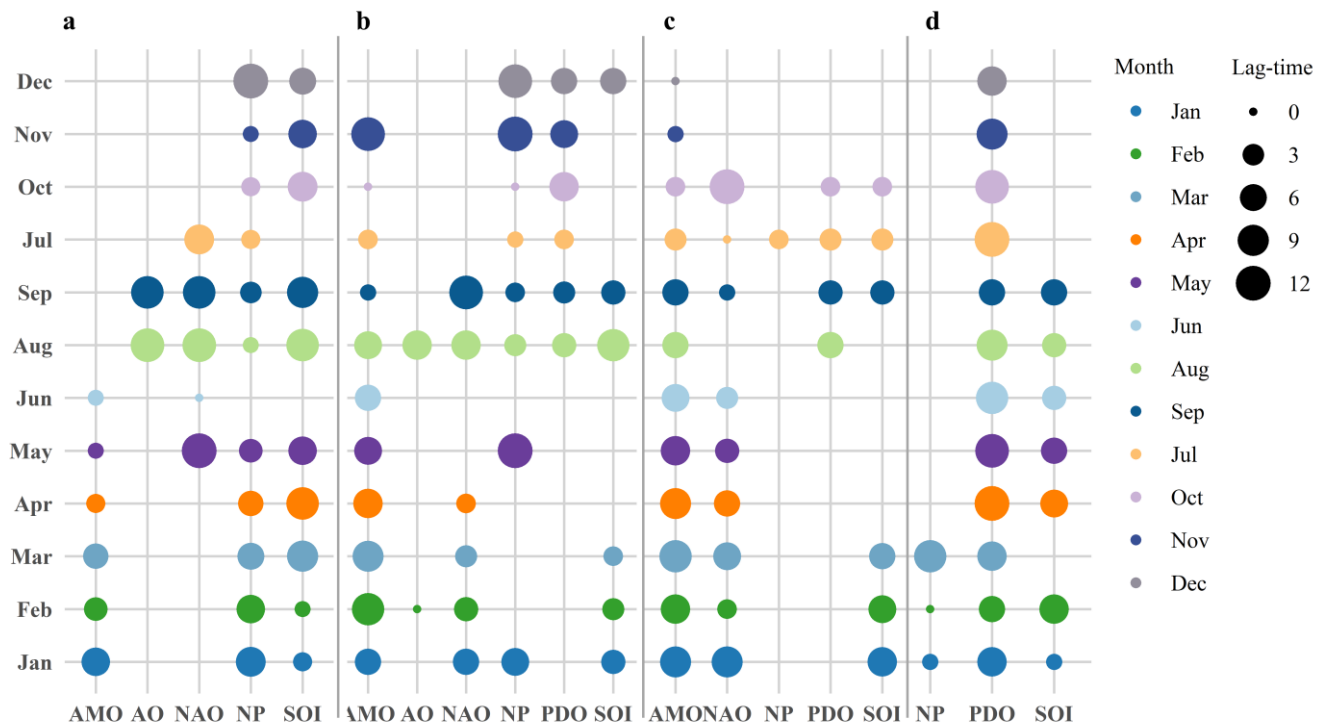 a b c d
Dec
Nov
Oct
Jul
Sep
Aug
Jun
May
Apr
Mar
Feb
Jan
AMO AO NAO NP SOI AMO AO NAO NP PDO SOI AMO NAO NP PDO SOI NP PDO SOI
Month
Jan
Feb
Mar
Apr
May
Jun
Aug
Sep
Jul
Oct
Nov
Dec
Lag-time
0
3
6
9
12